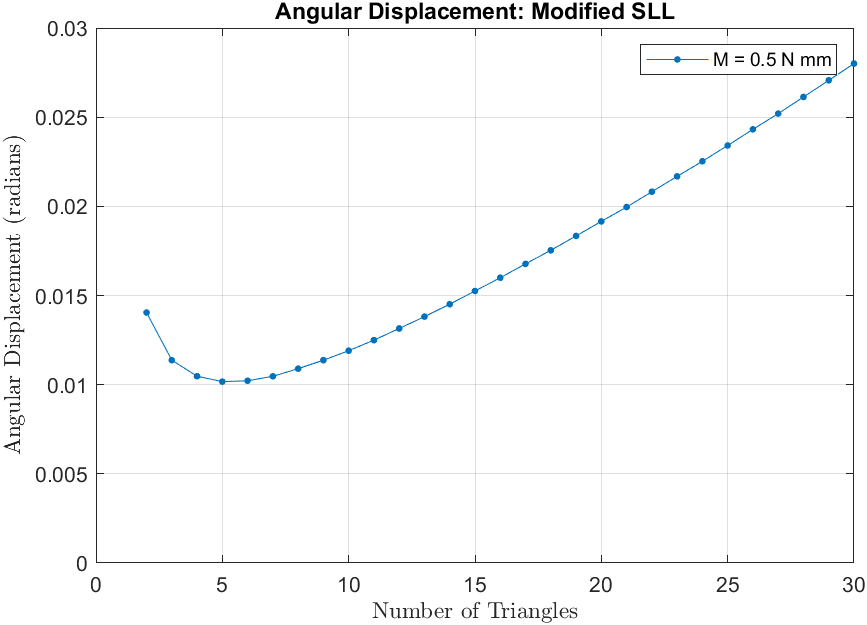 Angular Displacement: Modified SLL
M = 0.5 N mm
Angular Displacement (radians)
0.03
0.025
0.02
0.015
0.01
0.005
0
0 5 10 15 20 25 30
Number of Triangles